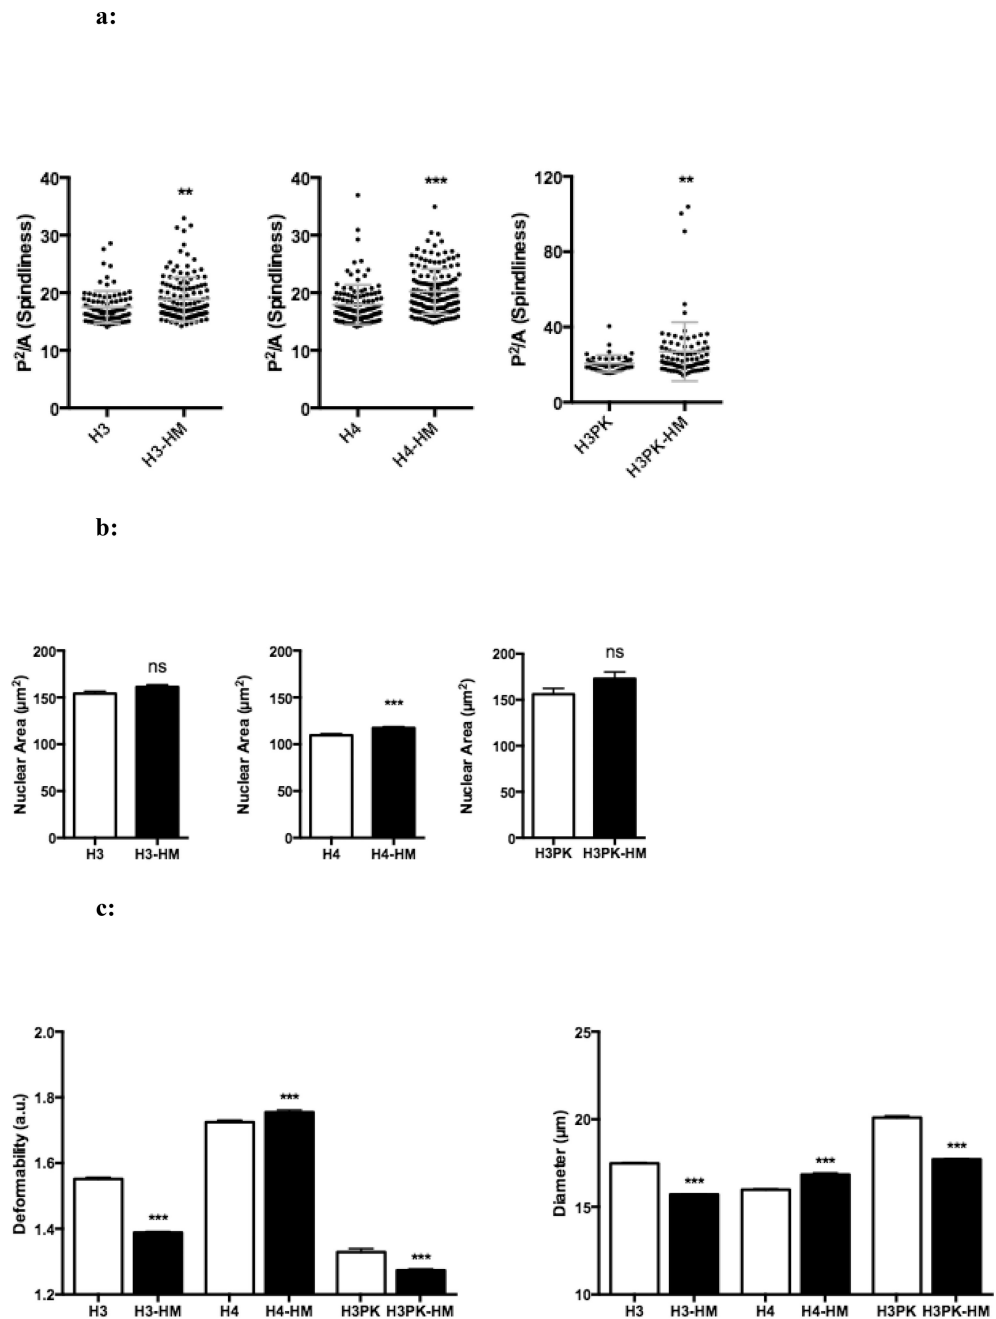 a:
40
30
20
10
0
P²/A (Spindliness)
**
H3
H3-HM
40
30
20
10
0
P²/A (Spindliness)
***
H4
H4-HM
120
80
40
0
P²/A (Spindliness)
**
H3PK
H3PK-HM
b:
200
150
100
50
0
Nuclear Area (µm²)
ns
H3
H3-HM
200
150
100
50
0
Nuclear Area (µm²)
***
H4
H4-HM
200
150
100
50
0
Nuclear Area (µm²)
ns
H3PK
H3PK-HM
c:
2.0
1.8
1.6
1.4
1.2
Deformability (a.u.)
***
***
***
H3
H3-HM
H4
H4-HM
H3PK
H3PK-HM
25
20
15
10
Diameter (µm)
***
***
***
H3
H3-HM
H4
H4-HM
H3PK
H3PK-HM